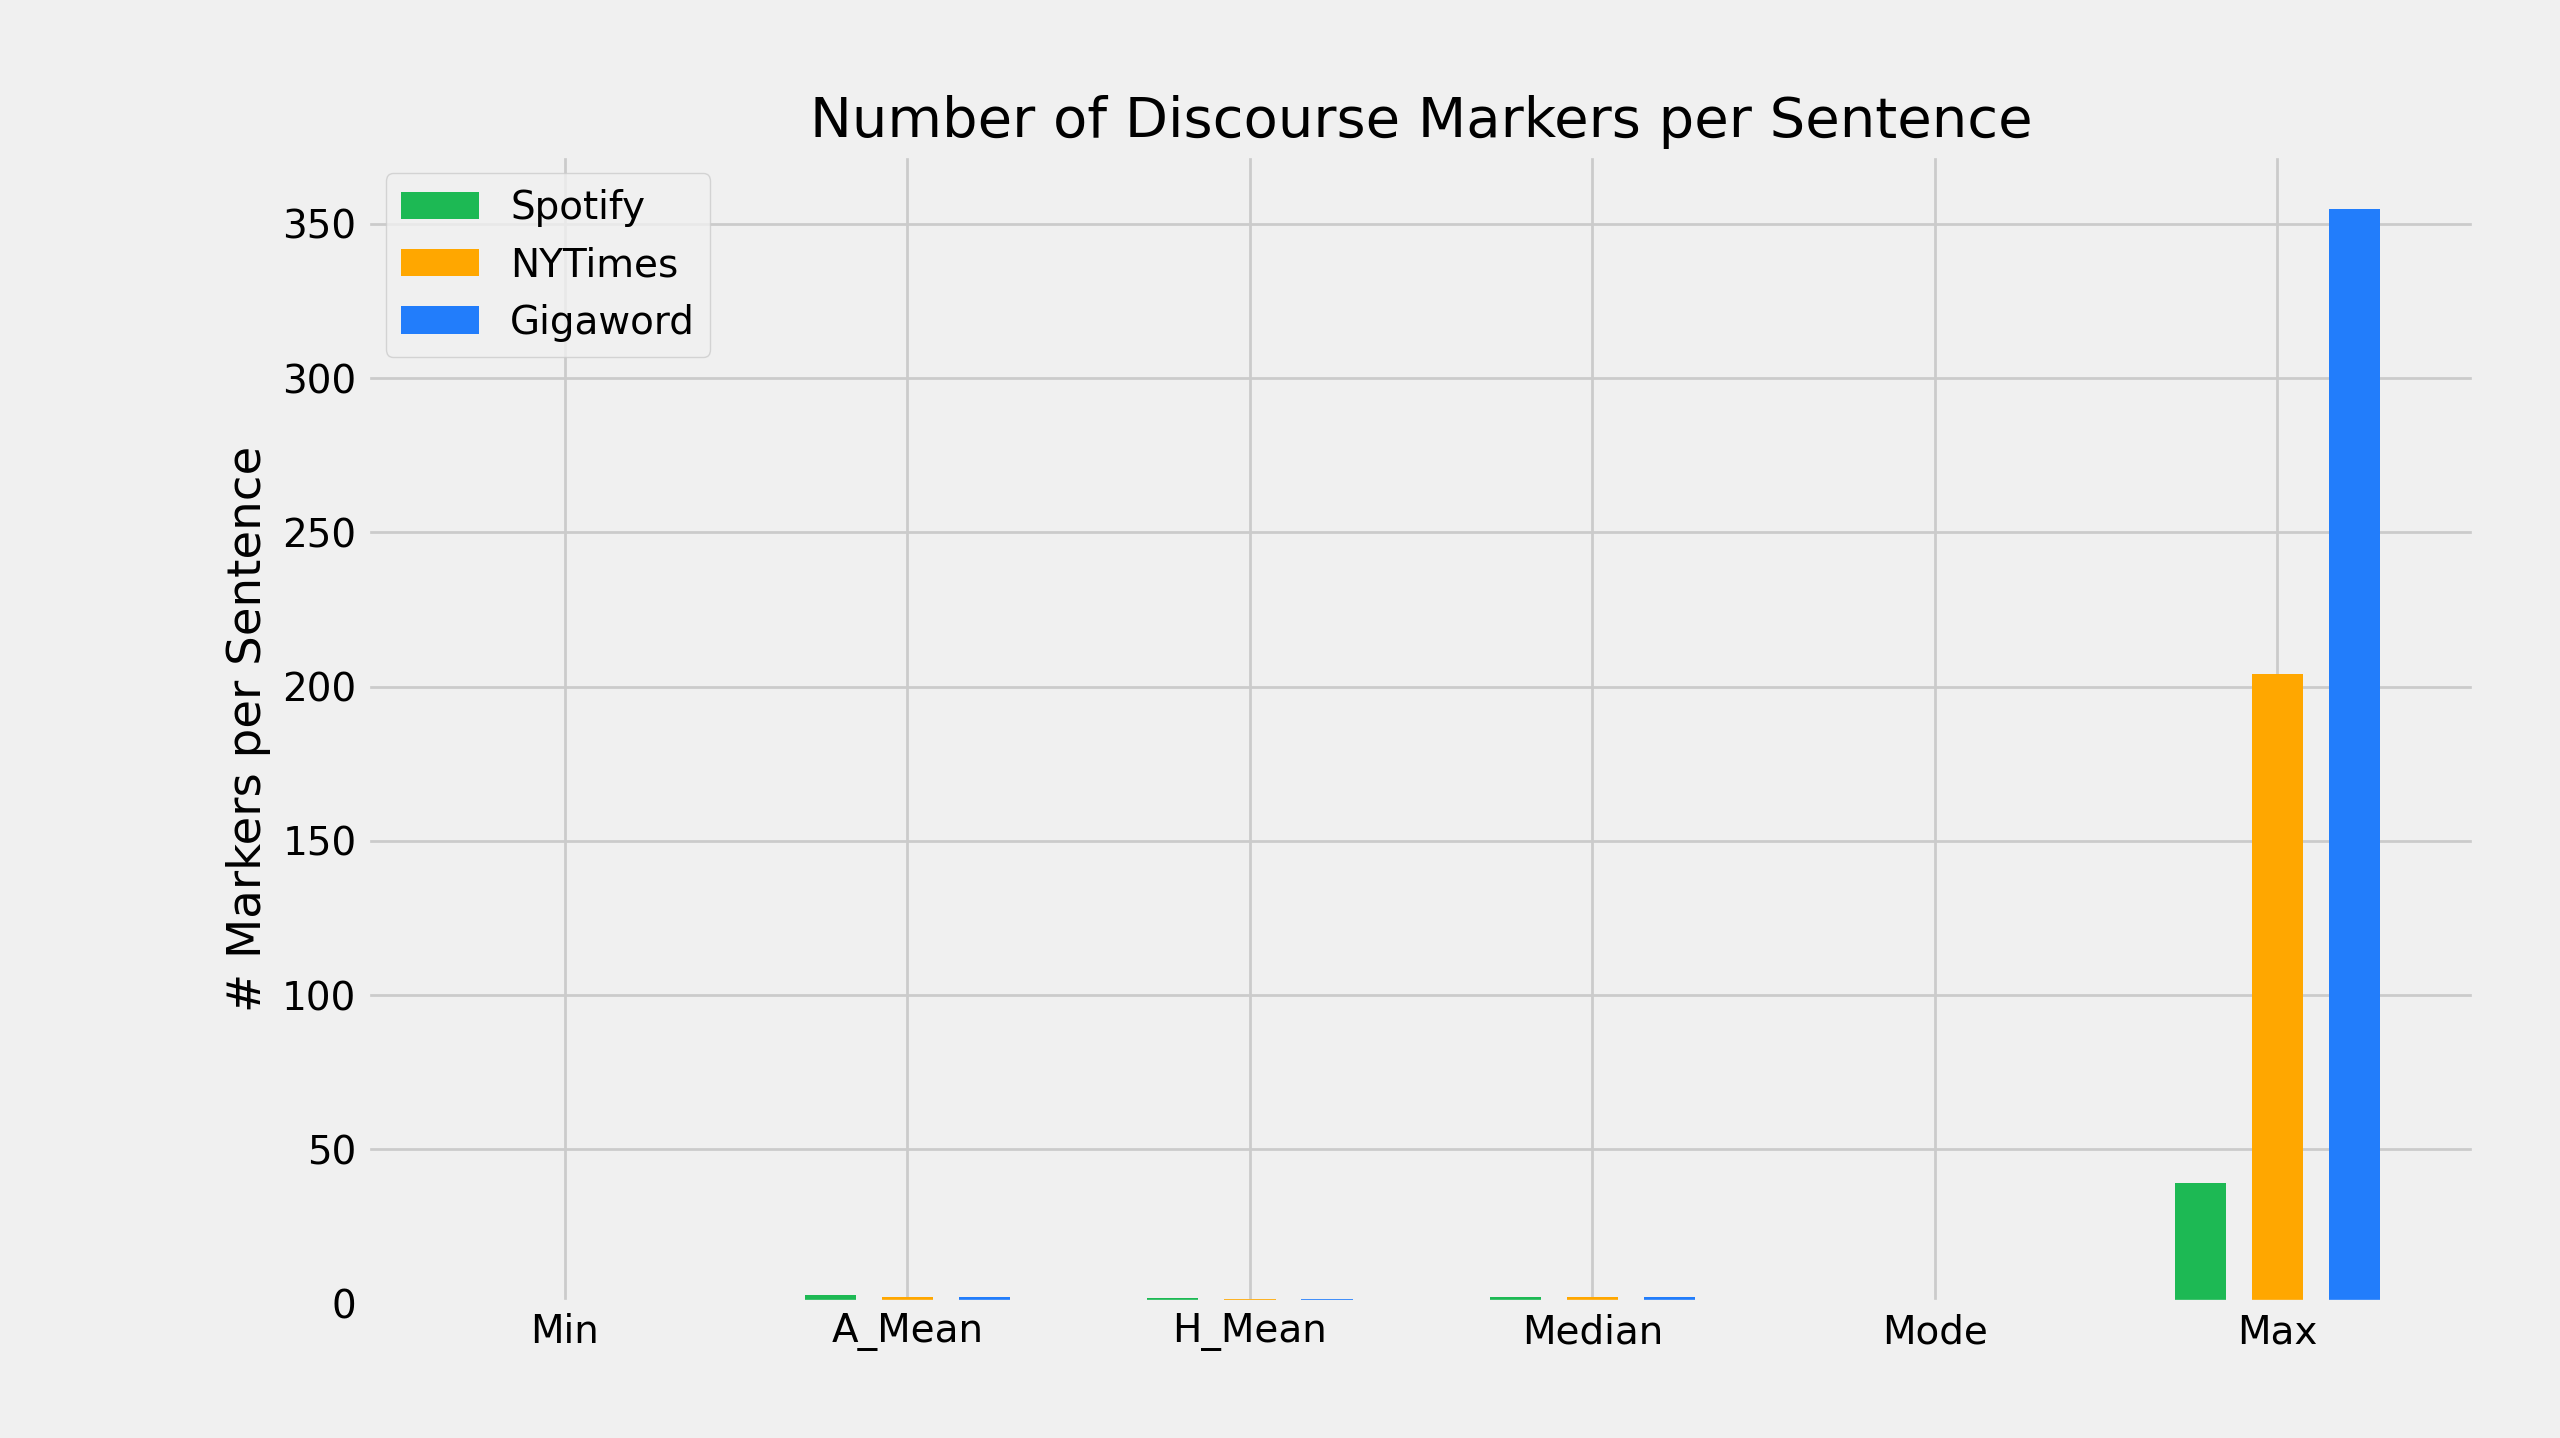 Number of Discourse Markers per Sentence
Spotify
NYTimes
Gigaword
# Markers per Sentence
350
300
250
200
150
100
50
0
Min A_Mean H_Mean Median Mode Max